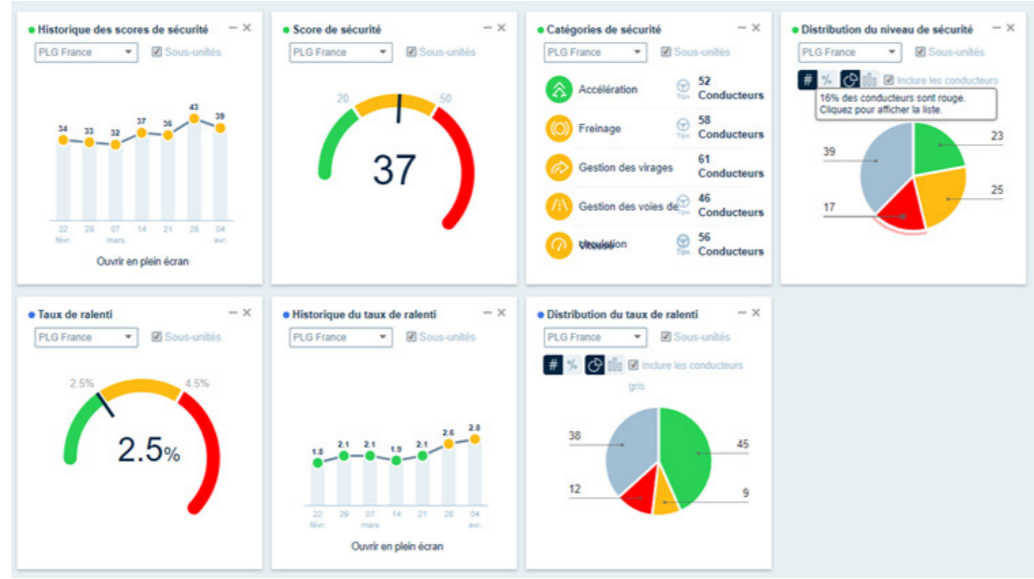 Historique des scores de sécurité
PLG France Sous-unités
34 33 32 37 36 43 39
22 29 07 14 21 28 04
févr. mars avr.
Ouvrir en plein écran
Score de sécurité
PLG France Sous-unités
20 50
37
Catégories de sécurité
PLG France Sous-unités
Accélération Tips 52 Conducteurs
Freinage Tips 58 Conducteurs
Gestion des virages 61 Conducteurs
Gestion des voies de circulation Tips 46 Conducteurs
Vitesse Tips 56 Conducteurs
Distribution du niveau de sécurité
PLG France Sous-unités
# % Inclure les conducteurs
16% des conducteurs sont rouge.
Cliquez pour afficher la liste.
39 23
17 25
Taux de ralenti
PLG France Sous-unités
2.5% 4.5%
2.5%
Historique du taux de ralenti
PLG France Sous-unités
1.8 2.1 2.1 1.9 2.1 2.6 2.8
22 29 07 14 21 28 04
févr. mars avr.
Ouvrir en plein écran
Distribution du taux de ralenti
PLG France Sous-unités
# % Inclure les conducteurs
gris
38 45
12 9